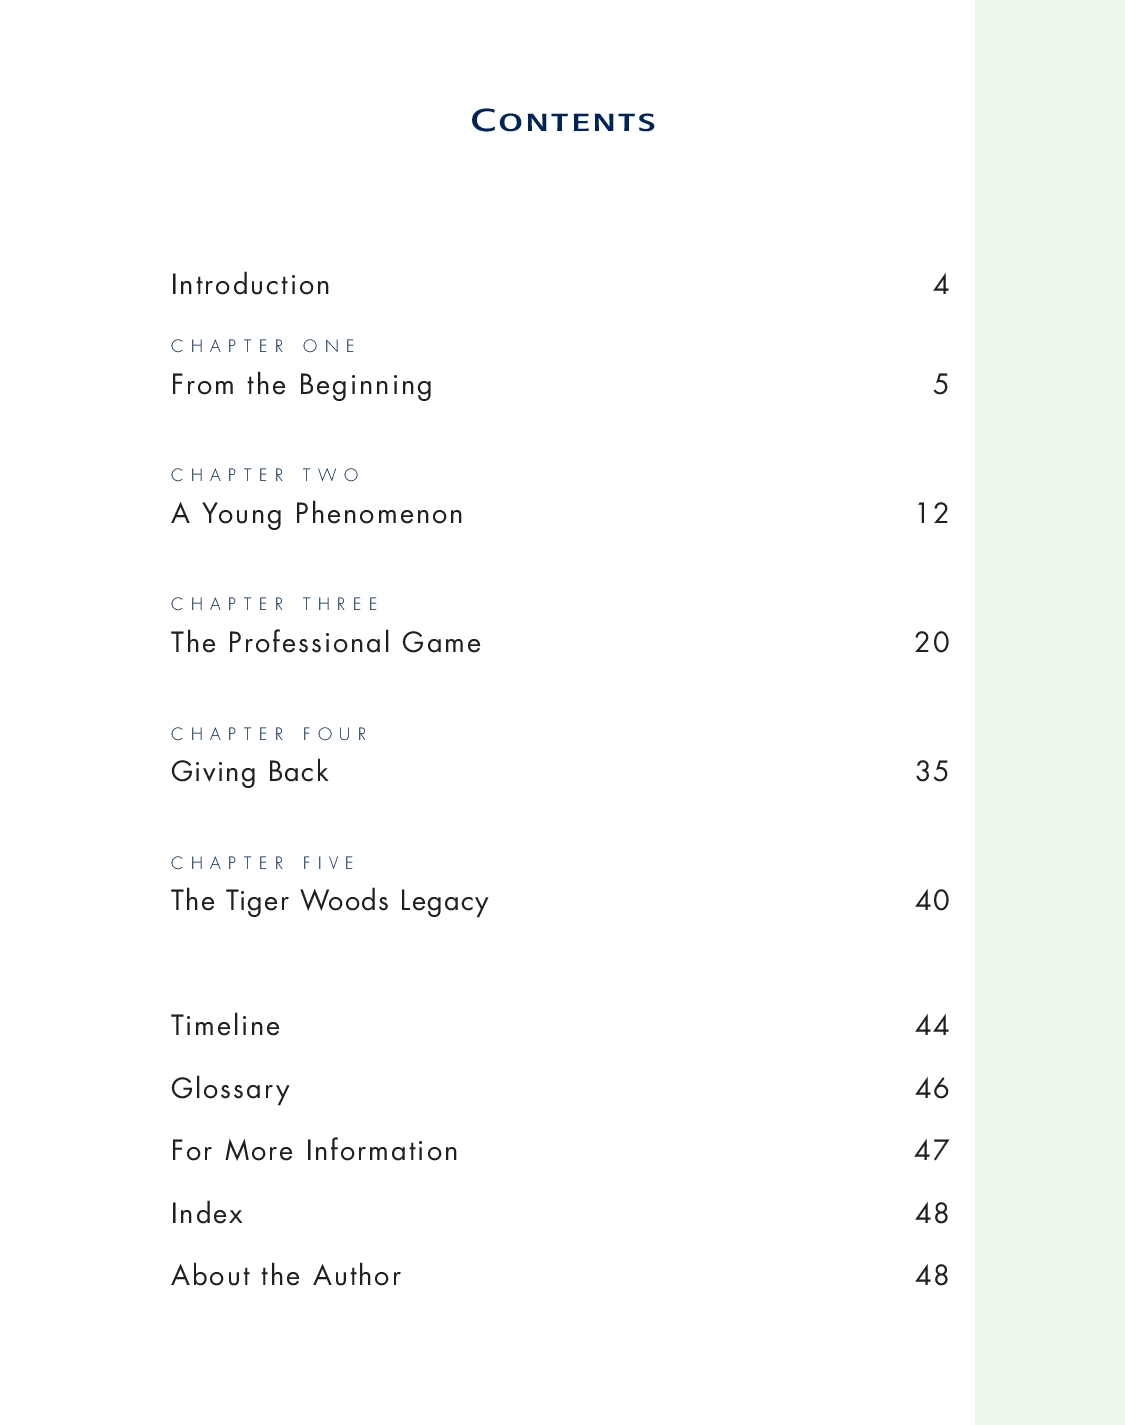 Contents
Introduction 4
CHAPTER ONE
From the Beginning 5
CHAPTER TWO
A Young Phenomenon 12
CHAPTER THREE
The Professional Game 20
CHAPTER FOUR
Giving Back 35
CHAPTER FIVE
The Tiger Woods Legacy 40
Timeline 44
Glossary 46
For More Information 47
Index 48
About the Author 48